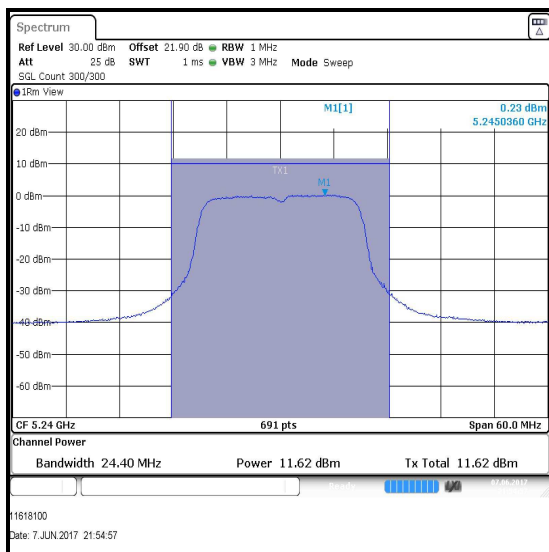 Spectrum
Ref Level 30.00 dBm Offset 21.90 dB RBW 1 MHz
Att 25 dB SWT 1 ms VBW 3 MHz Mode Sweep
SGL Count 300/300
1Rm View
M1[1] 0.23 dBm
5.2450360 GHz
20 dBm
10 dBm
TX1
M1
0 dBm
-10 dBm
-20 dBm
-30 dBm
-40 dBm
-50 dBm
-60 dBm
CF 5.24 GHz 691 pts Span 60.0 MHz
Channel Power
Bandwidth 24.40 MHz Power 11.62 dBm Tx Total 11.62 dBm
Ready 07.06.2017
11618100
Date: 7.JUN.2017 21:54:57